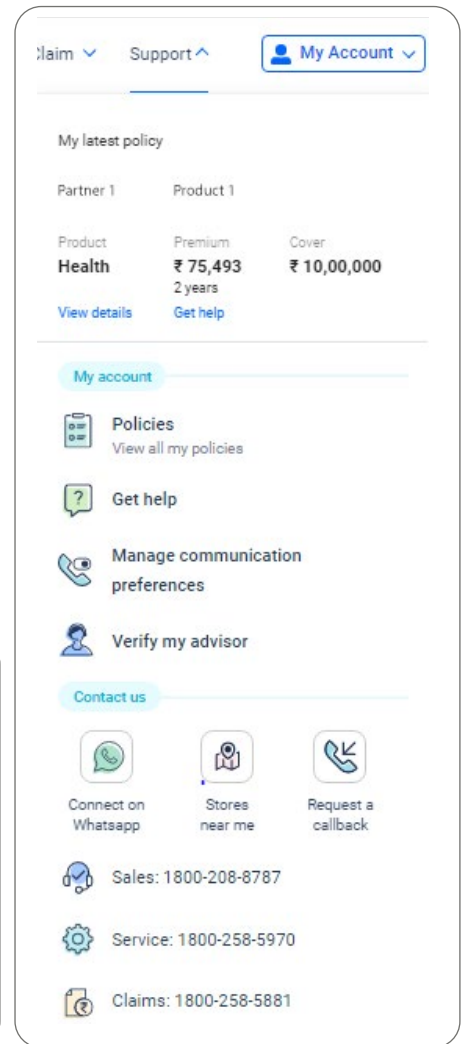 Claim Support My Account
My latest policy
Partner 1 Product 1
Product Premium Cover
Health ₹ 75,493 ₹ 10,00,000
2 years
View details Get help
My account
Policies
View all my policies
Get help
Manage communication
preferences
Verify my advisor
Contact us
Connect on
Whatsapp
Stores
near me
Request a
callback
Sales: 1800-208-8787
Service: 1800-258-5970
Claims: 1800-258-5881